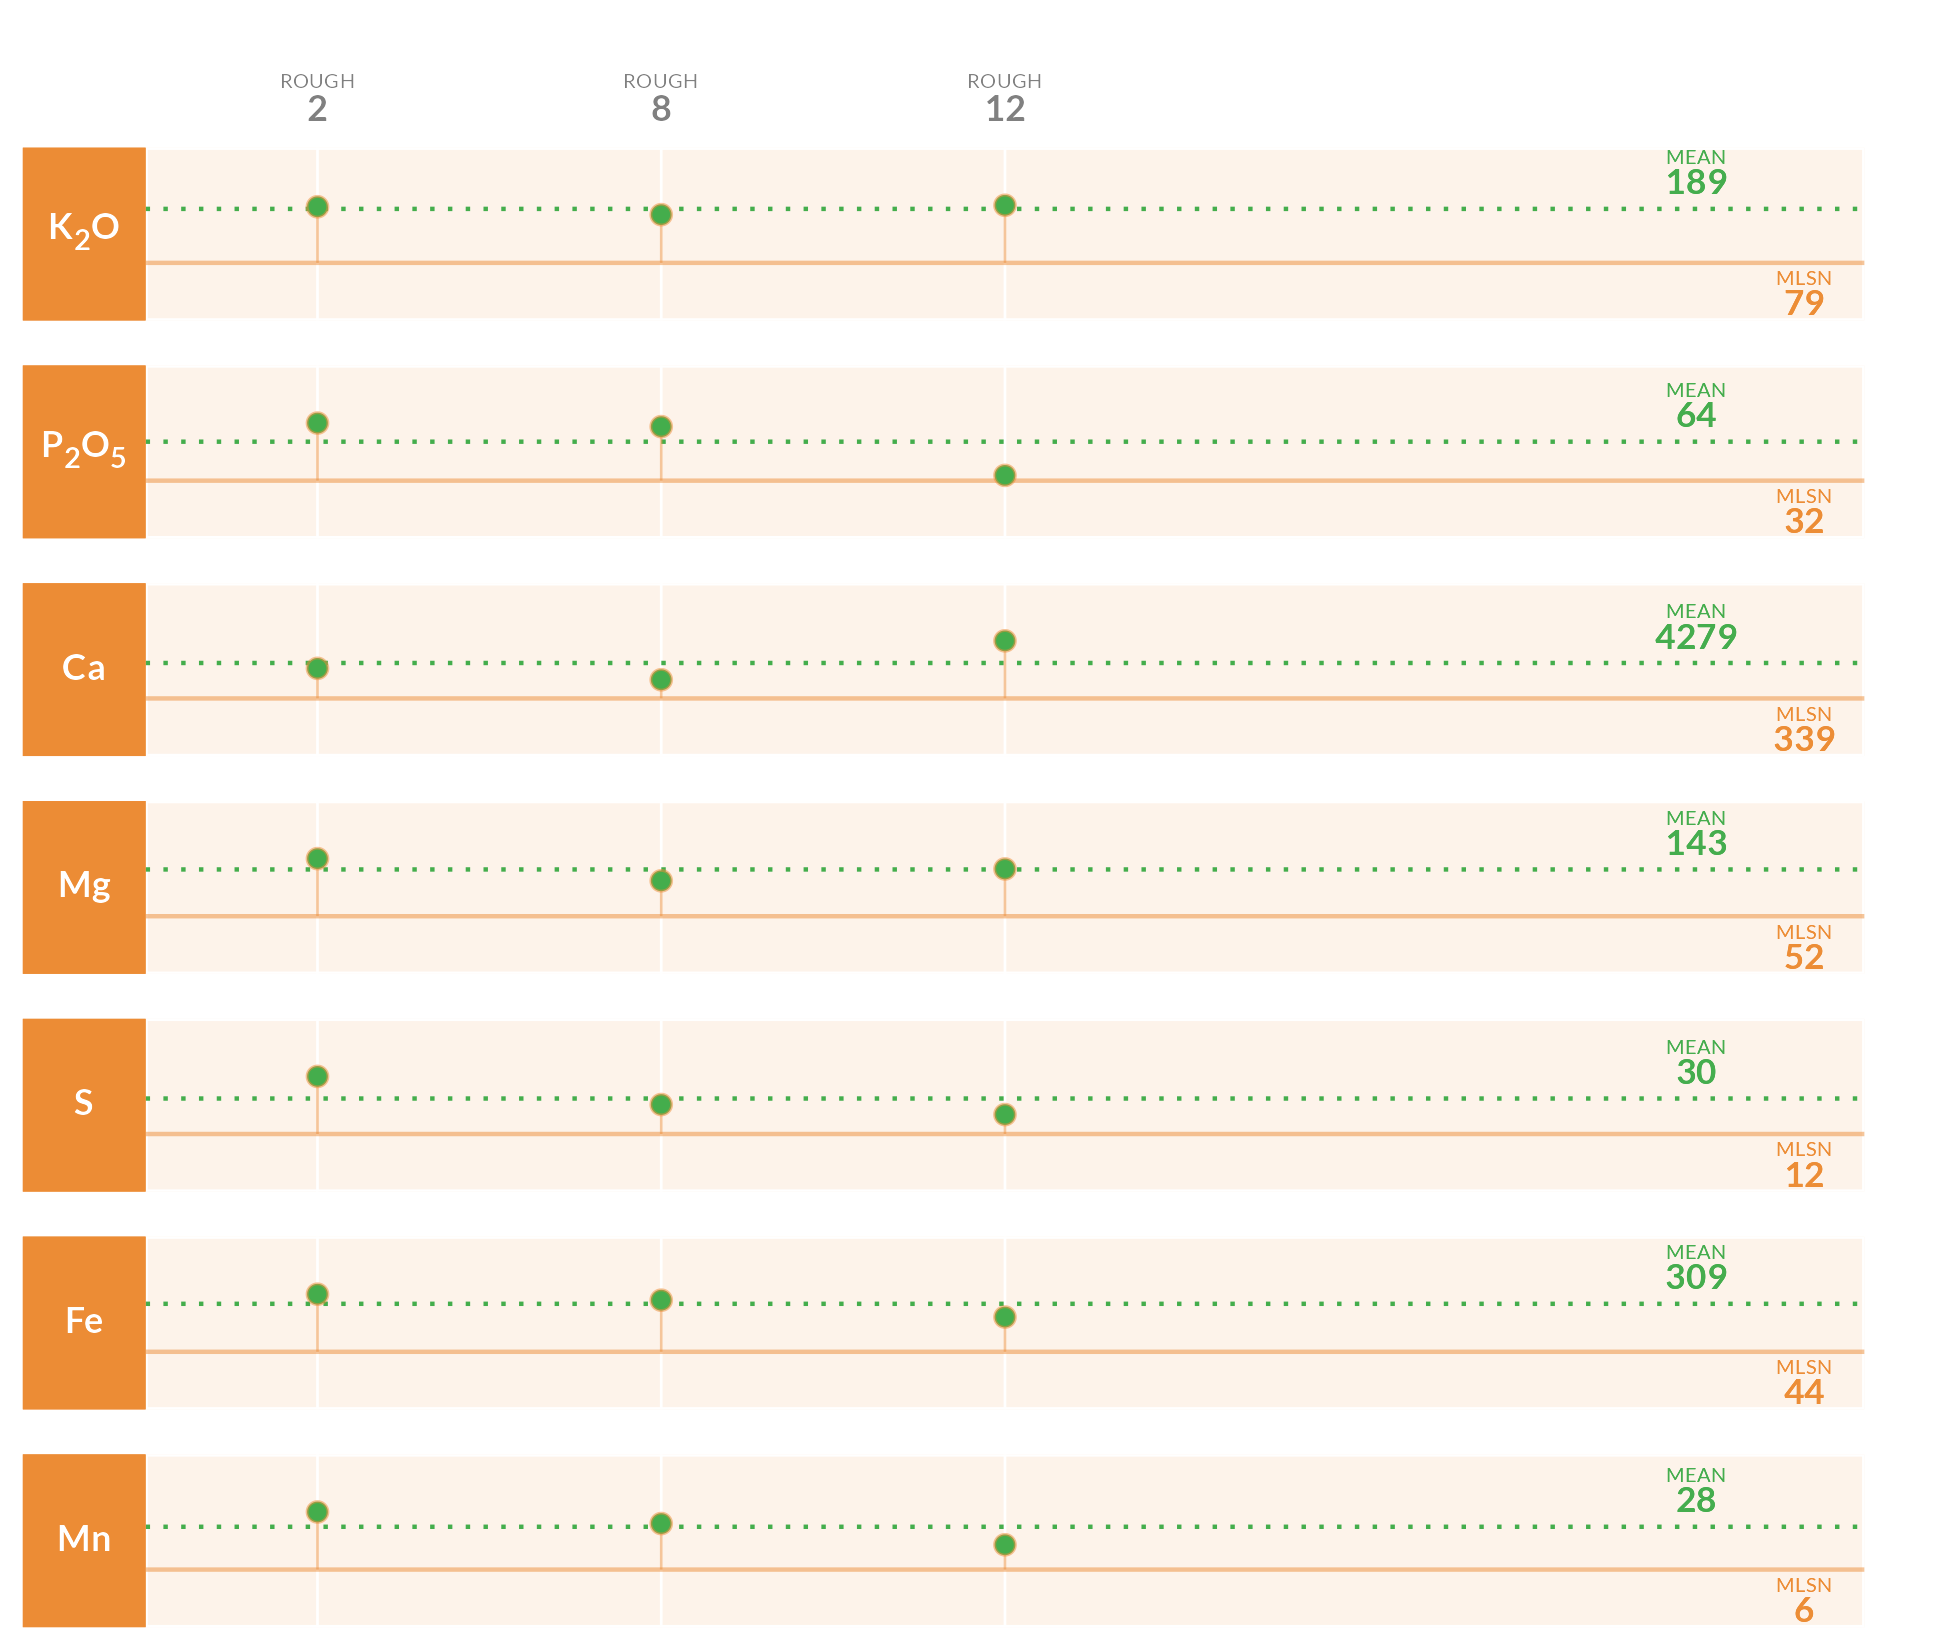 ROUGH
2
ROUGH
8
ROUGH
12
K2O
MEAN
189
MLSN
79
P2O5
MEAN
64
MLSN
32
Ca
MEAN
4279
MLSN
339
Mg
MEAN
143
MLSN
52
S
MEAN
30
MLSN
12
Fe
MEAN
309
MLSN
44
Mn
MEAN
28
MLSN
6